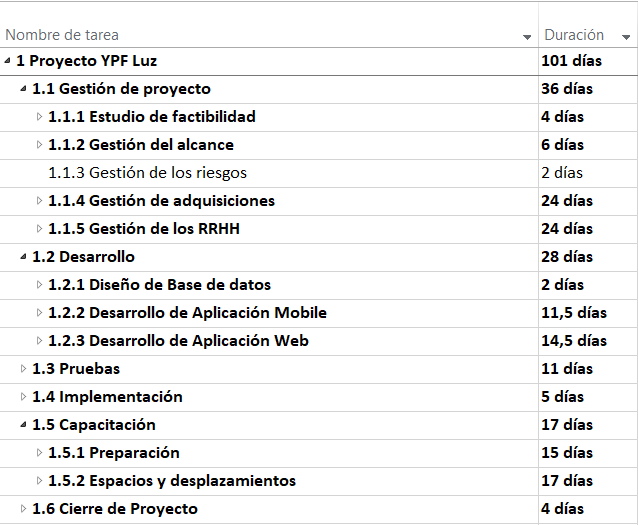 Nombre de tarea Duración
1 Proyecto YPF Luz 101 días
1.1 Gestión de proyecto 36 días
1.1.1 Estudio de factibilidad 4 días
1.1.2 Gestión del alcance 6 días
1.1.3 Gestión de los riesgos 2 días
1.1.4 Gestión de adquisiciones 24 días
1.1.5 Gestión de los RRHH 24 días
1.2 Desarrollo 28 días
1.2.1 Diseño de Base de datos 2 días
1.2.2 Desarrollo de Aplicación Mobile 11,5 días
1.2.3 Desarrollo de Aplicación Web 14,5 días
1.3 Pruebas 11 días
1.4 Implementación 5 días
1.5 Capacitación 17 días
1.5.1 Preparación 15 días
1.5.2 Espacios y desplazamientos 17 días
1.6 Cierre de Proyecto 4 días